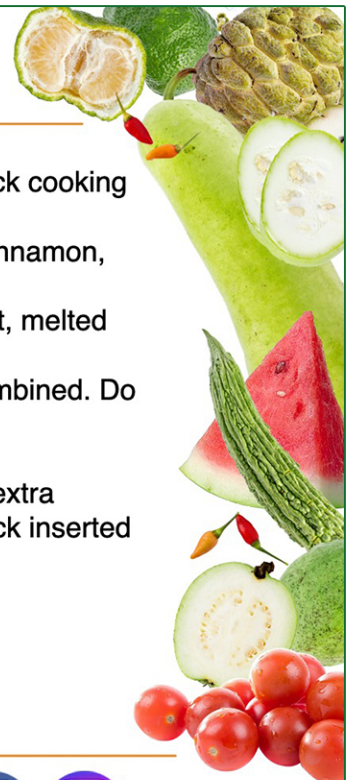 ck cooking
nnamon,
t, melted
mbined. Do
extra
ck inserted